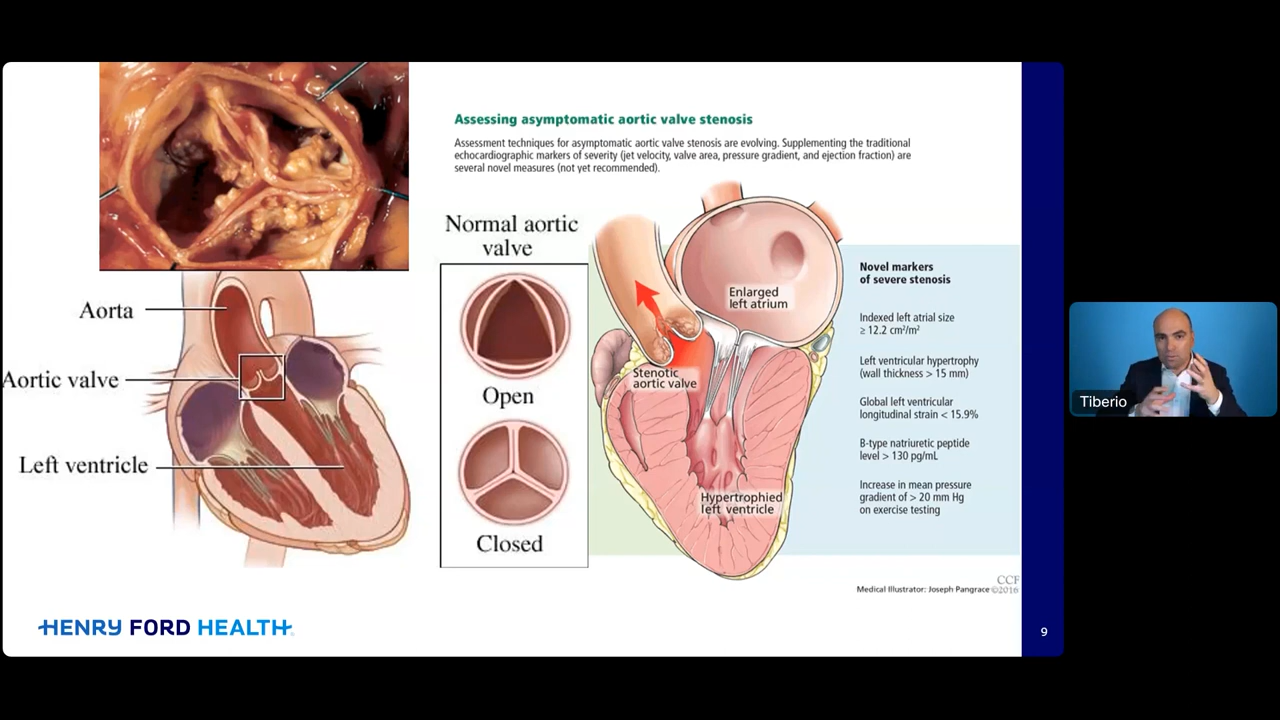 Assessing asymptomatic aortic valve stenosis
Assessment techniques for asymptomatic aortic valve stenosis are evolving. Supplementing the traditional
echocardiographic markers of severity (jet velocity, valve area, pressure gradient, and ejection fraction) are
several novel measures (not yet recommended).
Aorta
Aortic valve
Left ventricle
Normal aortic
valve
Open
Closed
Enlarged
left atrium
Stenotic
aortic valve
Hypertrophied
left ventricle
Novel markers
of severe stenosis
Indexed left atrial size
≥ 12.2 cm²/m²
Left ventricular hypertrophy
(wall thickness > 15 mm)
Global left ventricular
longitudinal strain < 15.9%
B-type natriuretic peptide
level > 130 pg/mL
Increase in mean pressure
gradient of > 20 mm Hg
on exercise testing
CCF
Medical Illustrator: Joseph Pangrace ©2016
HENRY FORD HEALTH
9
Tiberio